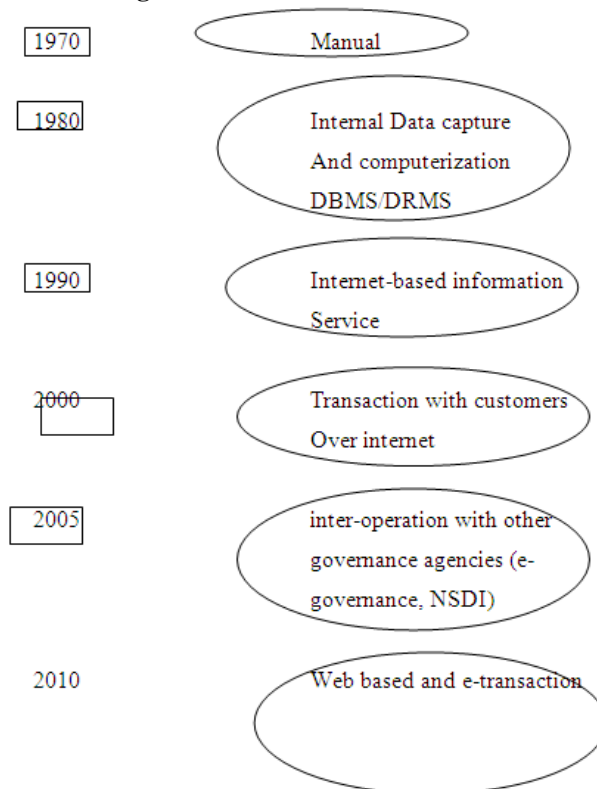 1970 Manual
1980 Internal Data capture
And computerization
DBMS/DRMS
1990 Internet-based information
Service
2000 Transaction with customers
Over internet
2005 inter-operation with other
governance agencies (e-
governance, NSDI)
2010 Web based and e-transaction